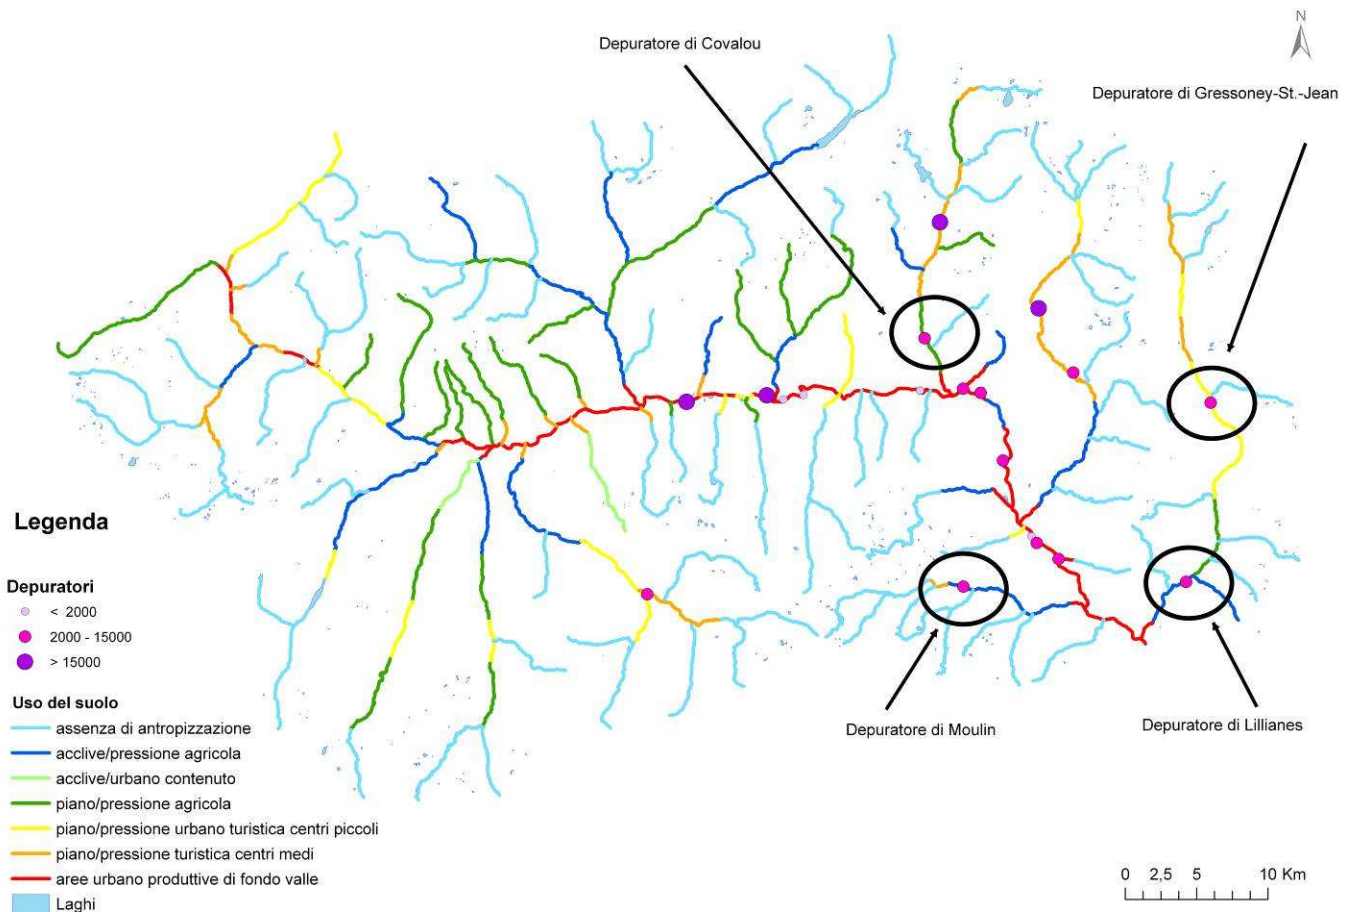 N
Depuratore di Covalou
Depuratore di Gressoney-St.-Jean
Legenda
Depuratori
< 2000
2000 - 15000
> 15000
Uso del suolo
assenza di antropizzazione
acclive/pressione agricola
acclive/urbano contenuto
piano/pressione agricola
piano/pressione urbano turistica centri piccoli
piano/pressione turistica centri medi
aree urbano produttive di fondo valle
Laghi
Depuratore di Moulin
Depuratore di Lillianes
0 2,5 5 10 Km